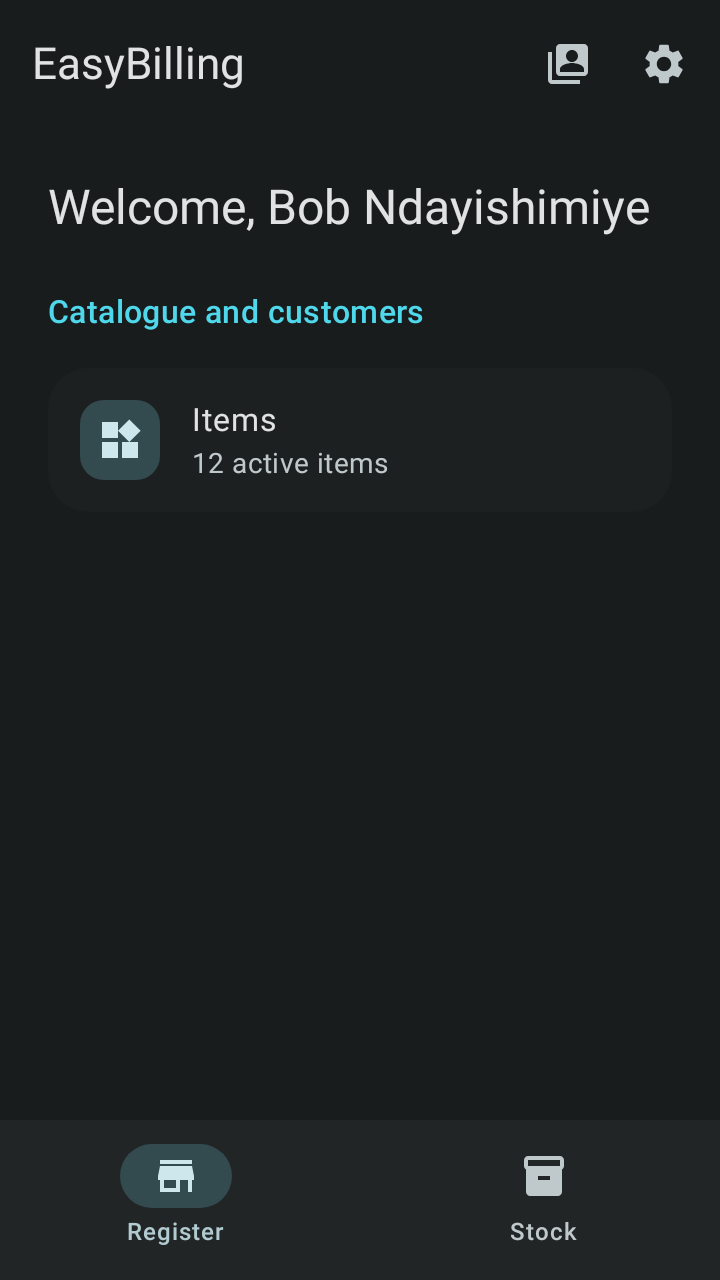 EasyBilling
Welcome, Bob Ndayishimiye
Catalogue and customers
Items
12 active items
Register
Stock